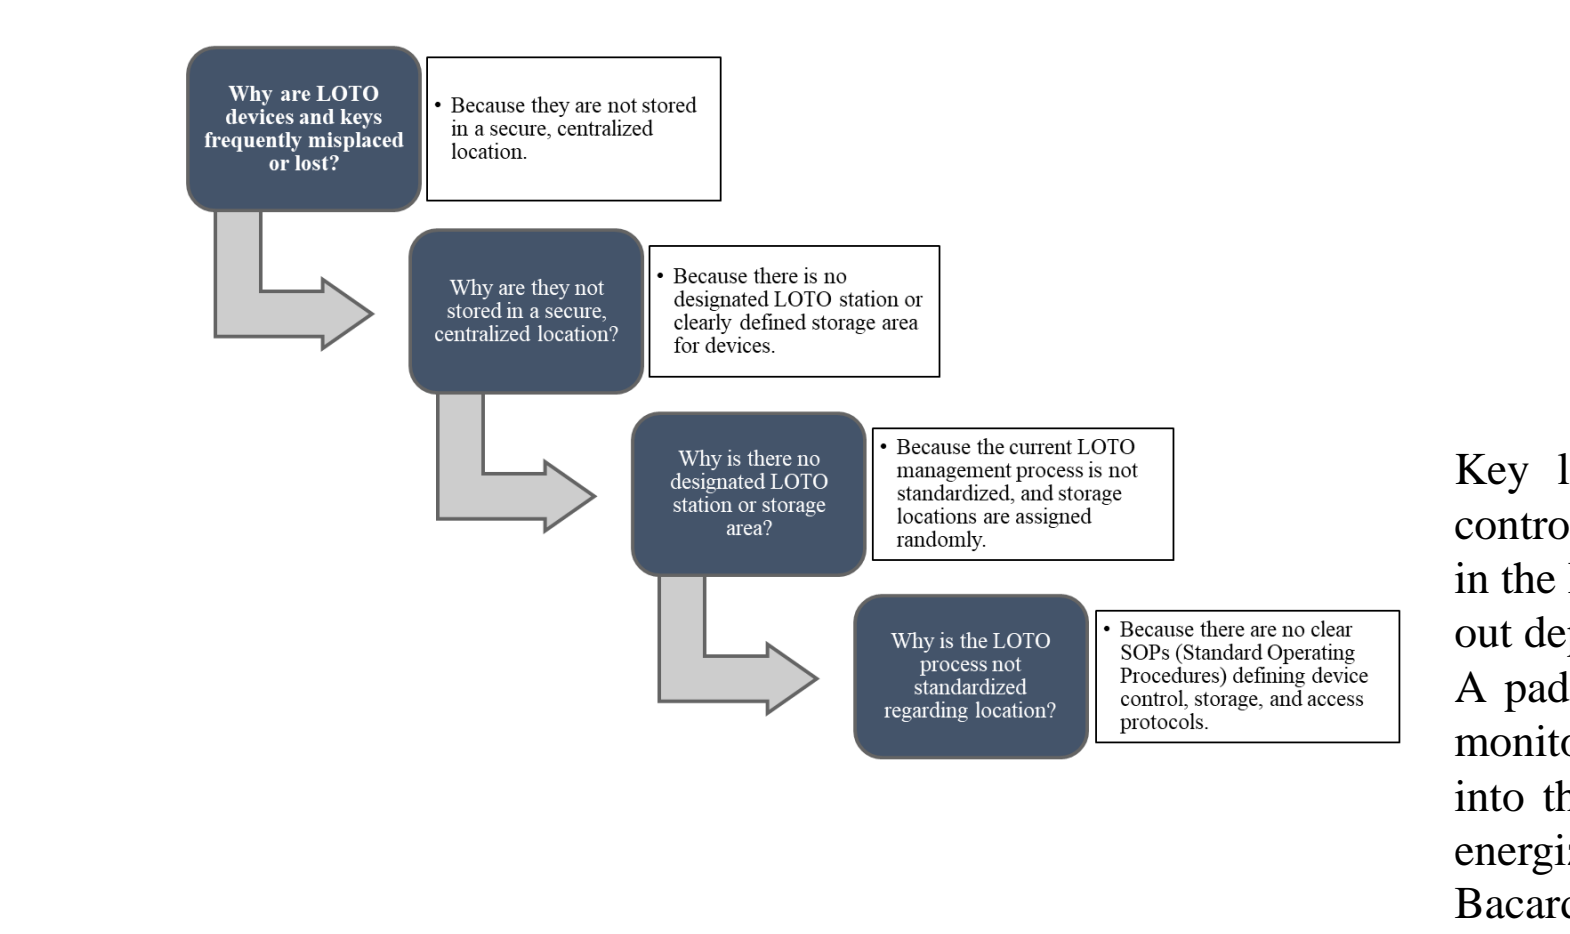 Why are LOTO
devices and keys
frequently misplaced
or lost?
• Because they are not stored
in a secure, centralized
location.
Why are they not
stored in a secure,
centralized location?
• Because there is no
designated LOTO station or
clearly defined storage area
for devices.
Why is there no
designated LOTO
station or storage
area?
• Because the current LOTO
management process is not
standardized, and storage
locations are assigned
randomly.
Why is the LOTO
process not
standardized
regarding location?
• Because there are no clear
SOPs (Standard Operating
Procedures) defining device
control, storage, and access
protocols.
Key
in the
out
A
into